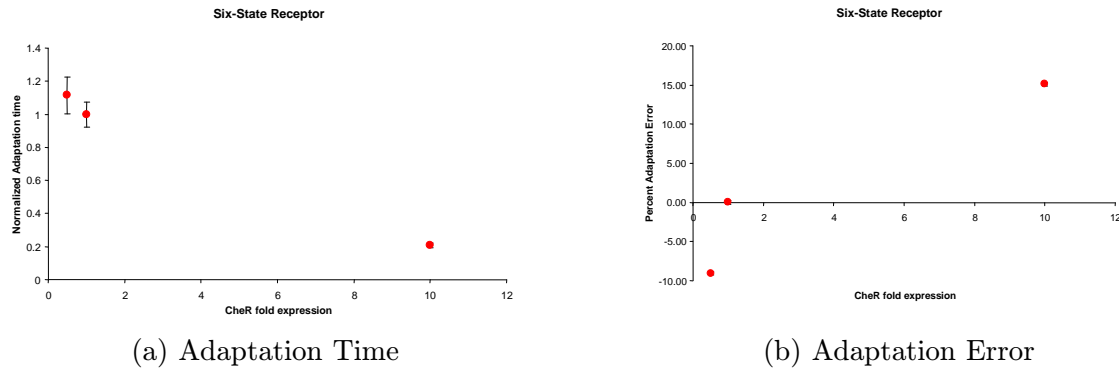 Six-State Receptor
1.4
1.2
1
0.8
0.6
0.4
0.2
0
0 2 4 6 8 10 12
Normalized Adaptation time
CheR fold expression
(a) Adaptation Time
Six-State Receptor
20.00
15.00
10.00
5.00
0.00
-5.00
-10.00
0 2 4 6 8 10 12
Percent Adaptation Error
CheR fold expression
(b) Adaptation Error